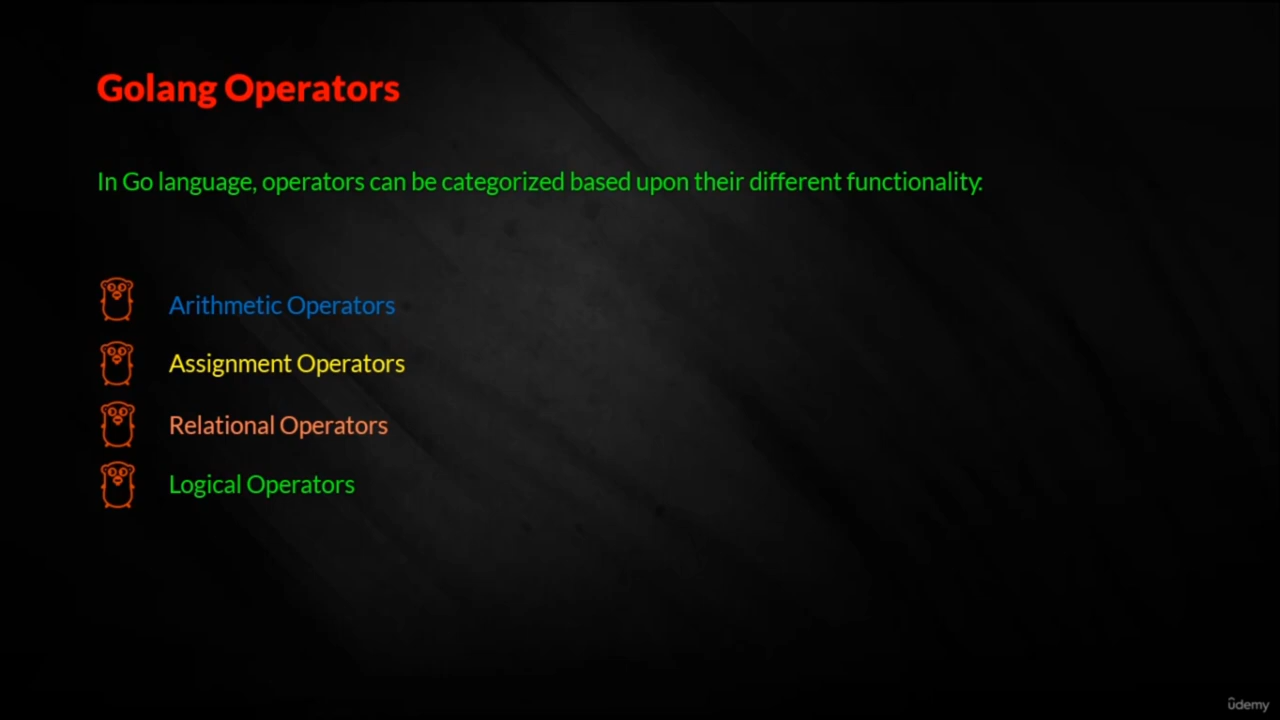 Golang Operators
In Go language, operators can be categorized based upon their different functionality:
Arithmetic Operators
Assignment Operators
Relational Operators
Logical Operators
ûdemy